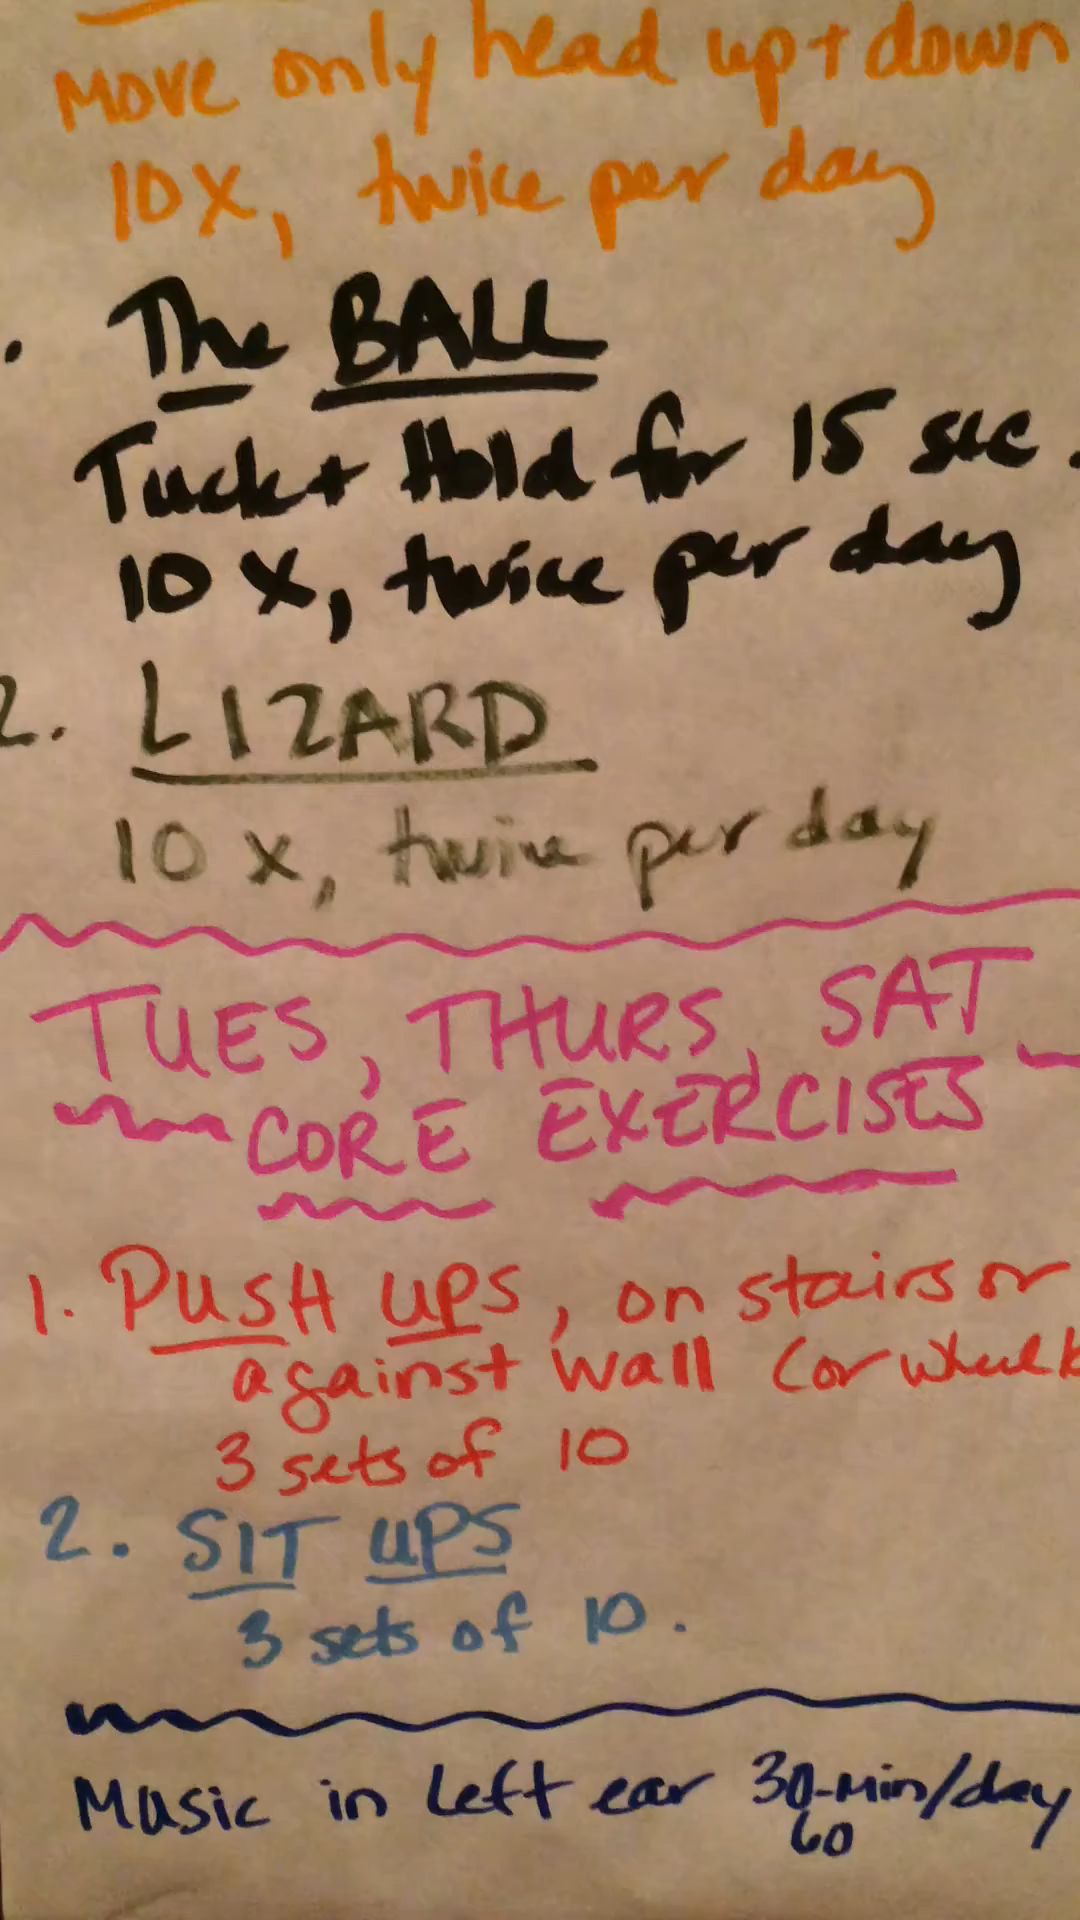 Move only head up + down
10X, twice per day
. The BALL
Tuck + Hold for 15 sec.
10 X, twice per day
2. LIZARD
10 x, twice per day
TUES, THURS, SAT
CORE EXERCISES
1. PUSH UPS, on stairs or
against wall (or wheelb
3 sets of 10
2. SIT UPS
3 sets of 10.
Music in Left ear 30-Min/day
60